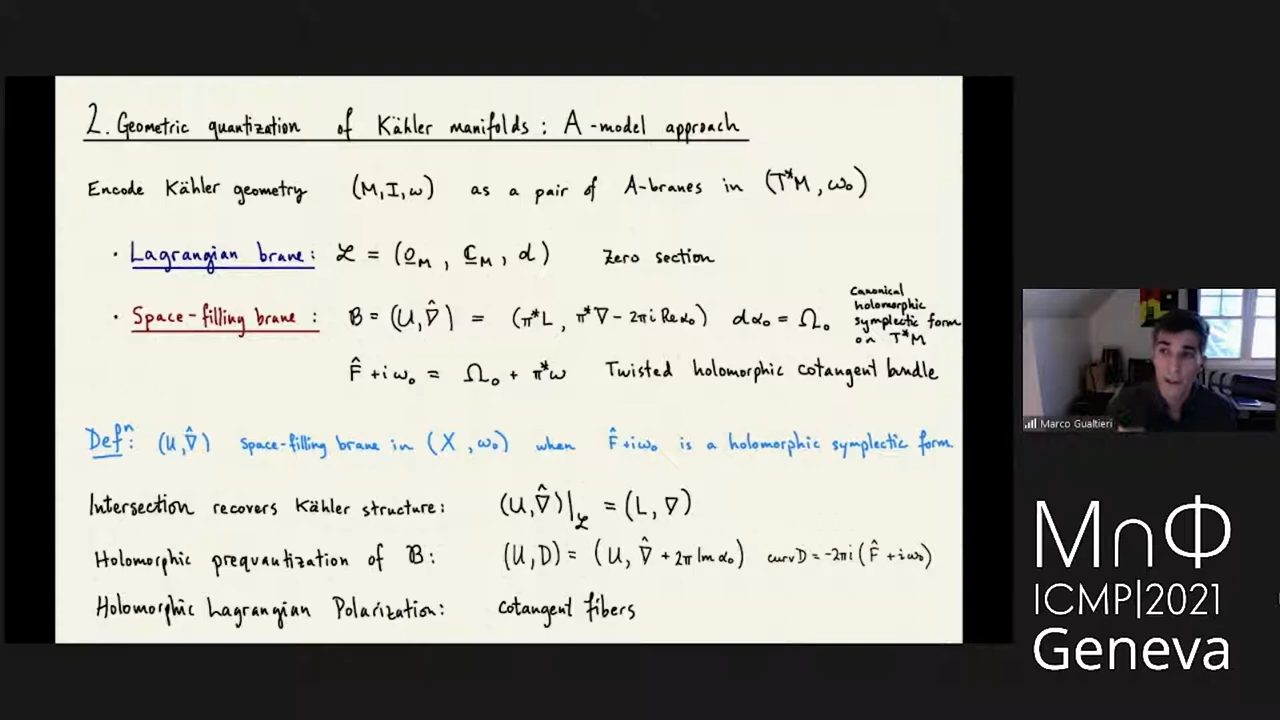 2. Geometric quantization of Kähler manifolds : A-model approach
Encode Kähler geometry (M, I, ω) as a pair of A-branes in (T*M, ω₀)
· Lagrangian brane: ℒ = (0_M, ℂ_M, d) zero section
· Space-filling brane: B = (U, ∇̂) = (π*L, π*∇ − 2πi Re α₀) dα₀ = Ω₀
canonical
holomorphic
symplectic form
on T*M
F̂ + iω₀ = Ω₀ + π*ω Twisted holomorphic cotangent bundle
Defⁿ: (U, ∇̂) space-filling brane in (X, ω₀) when F̂ + iω₀ is a holomorphic symplectic form
Intersection recovers Kähler structure: (U, ∇̂)|_ℒ = (L, ∇)
Holomorphic prequantization of B: (U, D) = (U, ∇̂ + 2π Im α₀) curv D = −2πi (F̂ + iω₀)
Holomorphic Lagrangian Polarization: cotangent fibers
Marco Gualtieri
MnΦ
ICMP|2021
Geneva